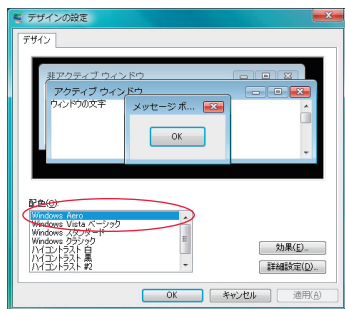 デザインの設定
デザイン
非アクティブ ウィンドウ
アクティブ ウィンドウ
ウィンドウの文字
メッセージ ボ...
OK
配色(C):
Windows Aero
Windows Vista ベーシック
Windows スタンダード
Windows クラシック
ハイコントラスト 白
ハイコントラスト 黒
ハイコントラスト #2
効果(E)...
詳細設定(D)...
OK
キャンセル
適用(A)